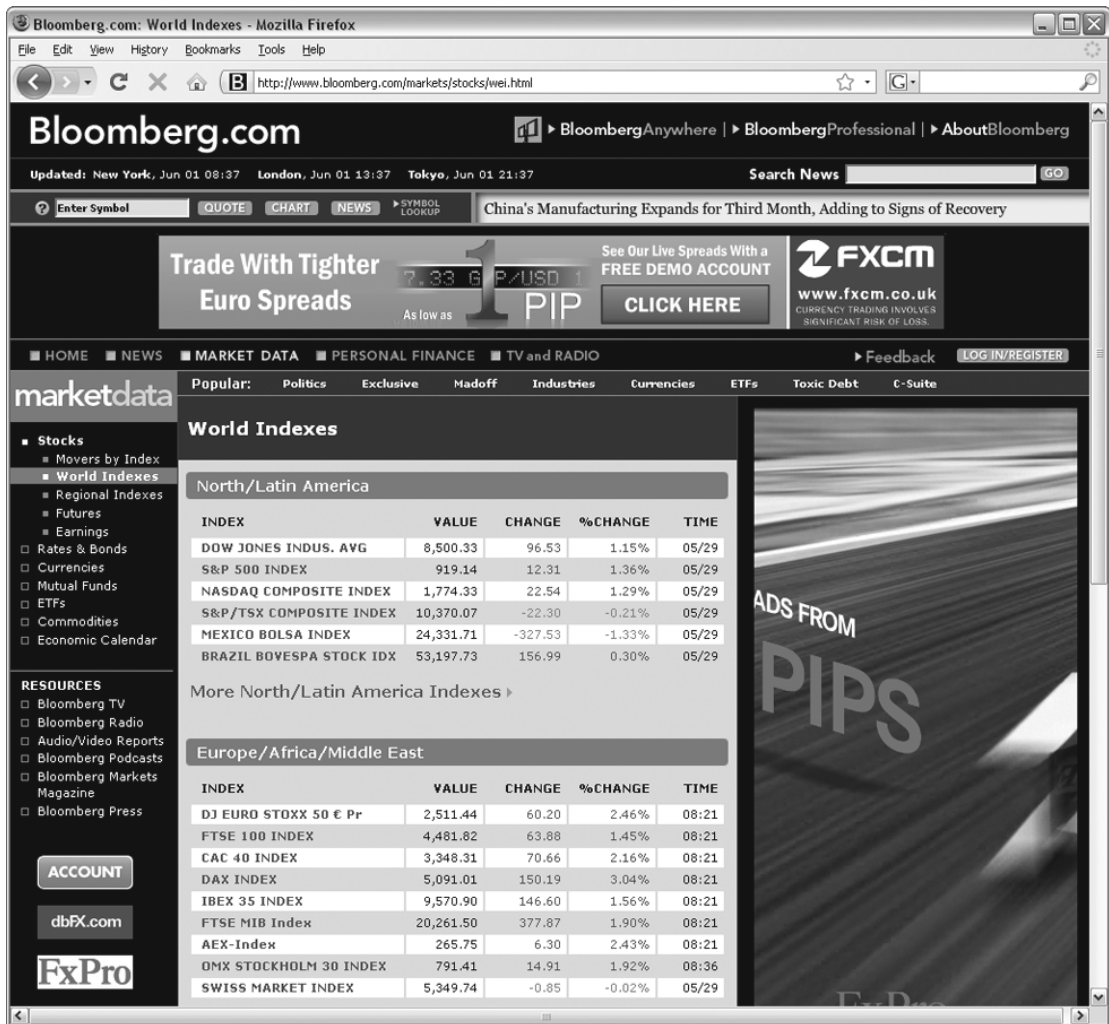 Bloomberg.com: World Indexes - Mozilla Firefox
File Edit View History Bookmarks Tools Help
B http://www.bloomberg.com/markets/stocks/wei.html G
Bloomberg.com
BloombergAnywhere | BloombergProfessional | AboutBloomberg
Updated: New York, Jun 01 08:37 London, Jun 01 13:37 Tokyo, Jun 01 21:37 Search News GO
? Enter Symbol QUOTE CHART NEWS SYMBOL LOOKUP China's Manufacturing Expands for Third Month, Adding to Signs of Recovery
Trade With Tighter
Euro Spreads
As low as 1 PIP
See Our Live Spreads With a
FREE DEMO ACCOUNT
CLICK HERE
FXCM
www.fxcm.co.uk
CURRENCY TRADING INVOLVES
SIGNIFICANT RISK OF LOSS.
HOME NEWS MARKET DATA PERSONAL FINANCE TV and RADIO Feedback LOG IN/REGISTER
marketdata
Popular: Politics Exclusive Madoff Industries Currencies ETFs Toxic Debt C-Suite
Stocks
Movers by Index
World Indexes
Regional Indexes
Futures
Earnings
Rates & Bonds
Currencies
Mutual Funds
ETFs
Commodities
Economic Calendar
RESOURCES
Bloomberg TV
Bloomberg Radio
Audio/Video Reports
Bloomberg Podcasts
Bloomberg Markets
Magazine
Bloomberg Press
ACCOUNT
dbFX.com
FxPro
World Indexes
North/Latin America
INDEX VALUE CHANGE %CHANGE TIME
DOW JONES INDUS. AVG 8,500.33 96.53 1.15% 05/29
S&P 500 INDEX 919.14 12.31 1.36% 05/29
NASDAQ COMPOSITE INDEX 1,774.33 22.54 1.29% 05/29
S&P/TSX COMPOSITE INDEX 10,370.07 -22.30 -0.21% 05/29
MEXICO BOLSA INDEX 24,331.71 -327.53 -1.33% 05/29
BRAZIL BOVESPA STOCK IDX 53,197.73 156.99 0.30% 05/29
More North/Latin America Indexes
Europe/Africa/Middle East
INDEX VALUE CHANGE %CHANGE TIME
DJ EURO STOXX 50 € Pr 2,511.44 60.20 2.46% 08:21
FTSE 100 INDEX 4,481.82 63.88 1.45% 08:21
CAC 40 INDEX 3,348.31 70.66 2.16% 08:21
DAX INDEX 5,091.01 150.19 3.04% 08:21
IBEX 35 INDEX 9,570.90 146.60 1.56% 08:21
FTSE MIB Index 20,261.50 377.87 1.90% 08:21
AEX-Index 265.75 6.30 2.43% 08:21
OMX STOCKHOLM 30 INDEX 791.41 14.91 1.92% 08:36
SWISS MARKET INDEX 5,349.74 -0.85 -0.02% 05/29
ADS FROM
PIPS
FxPro